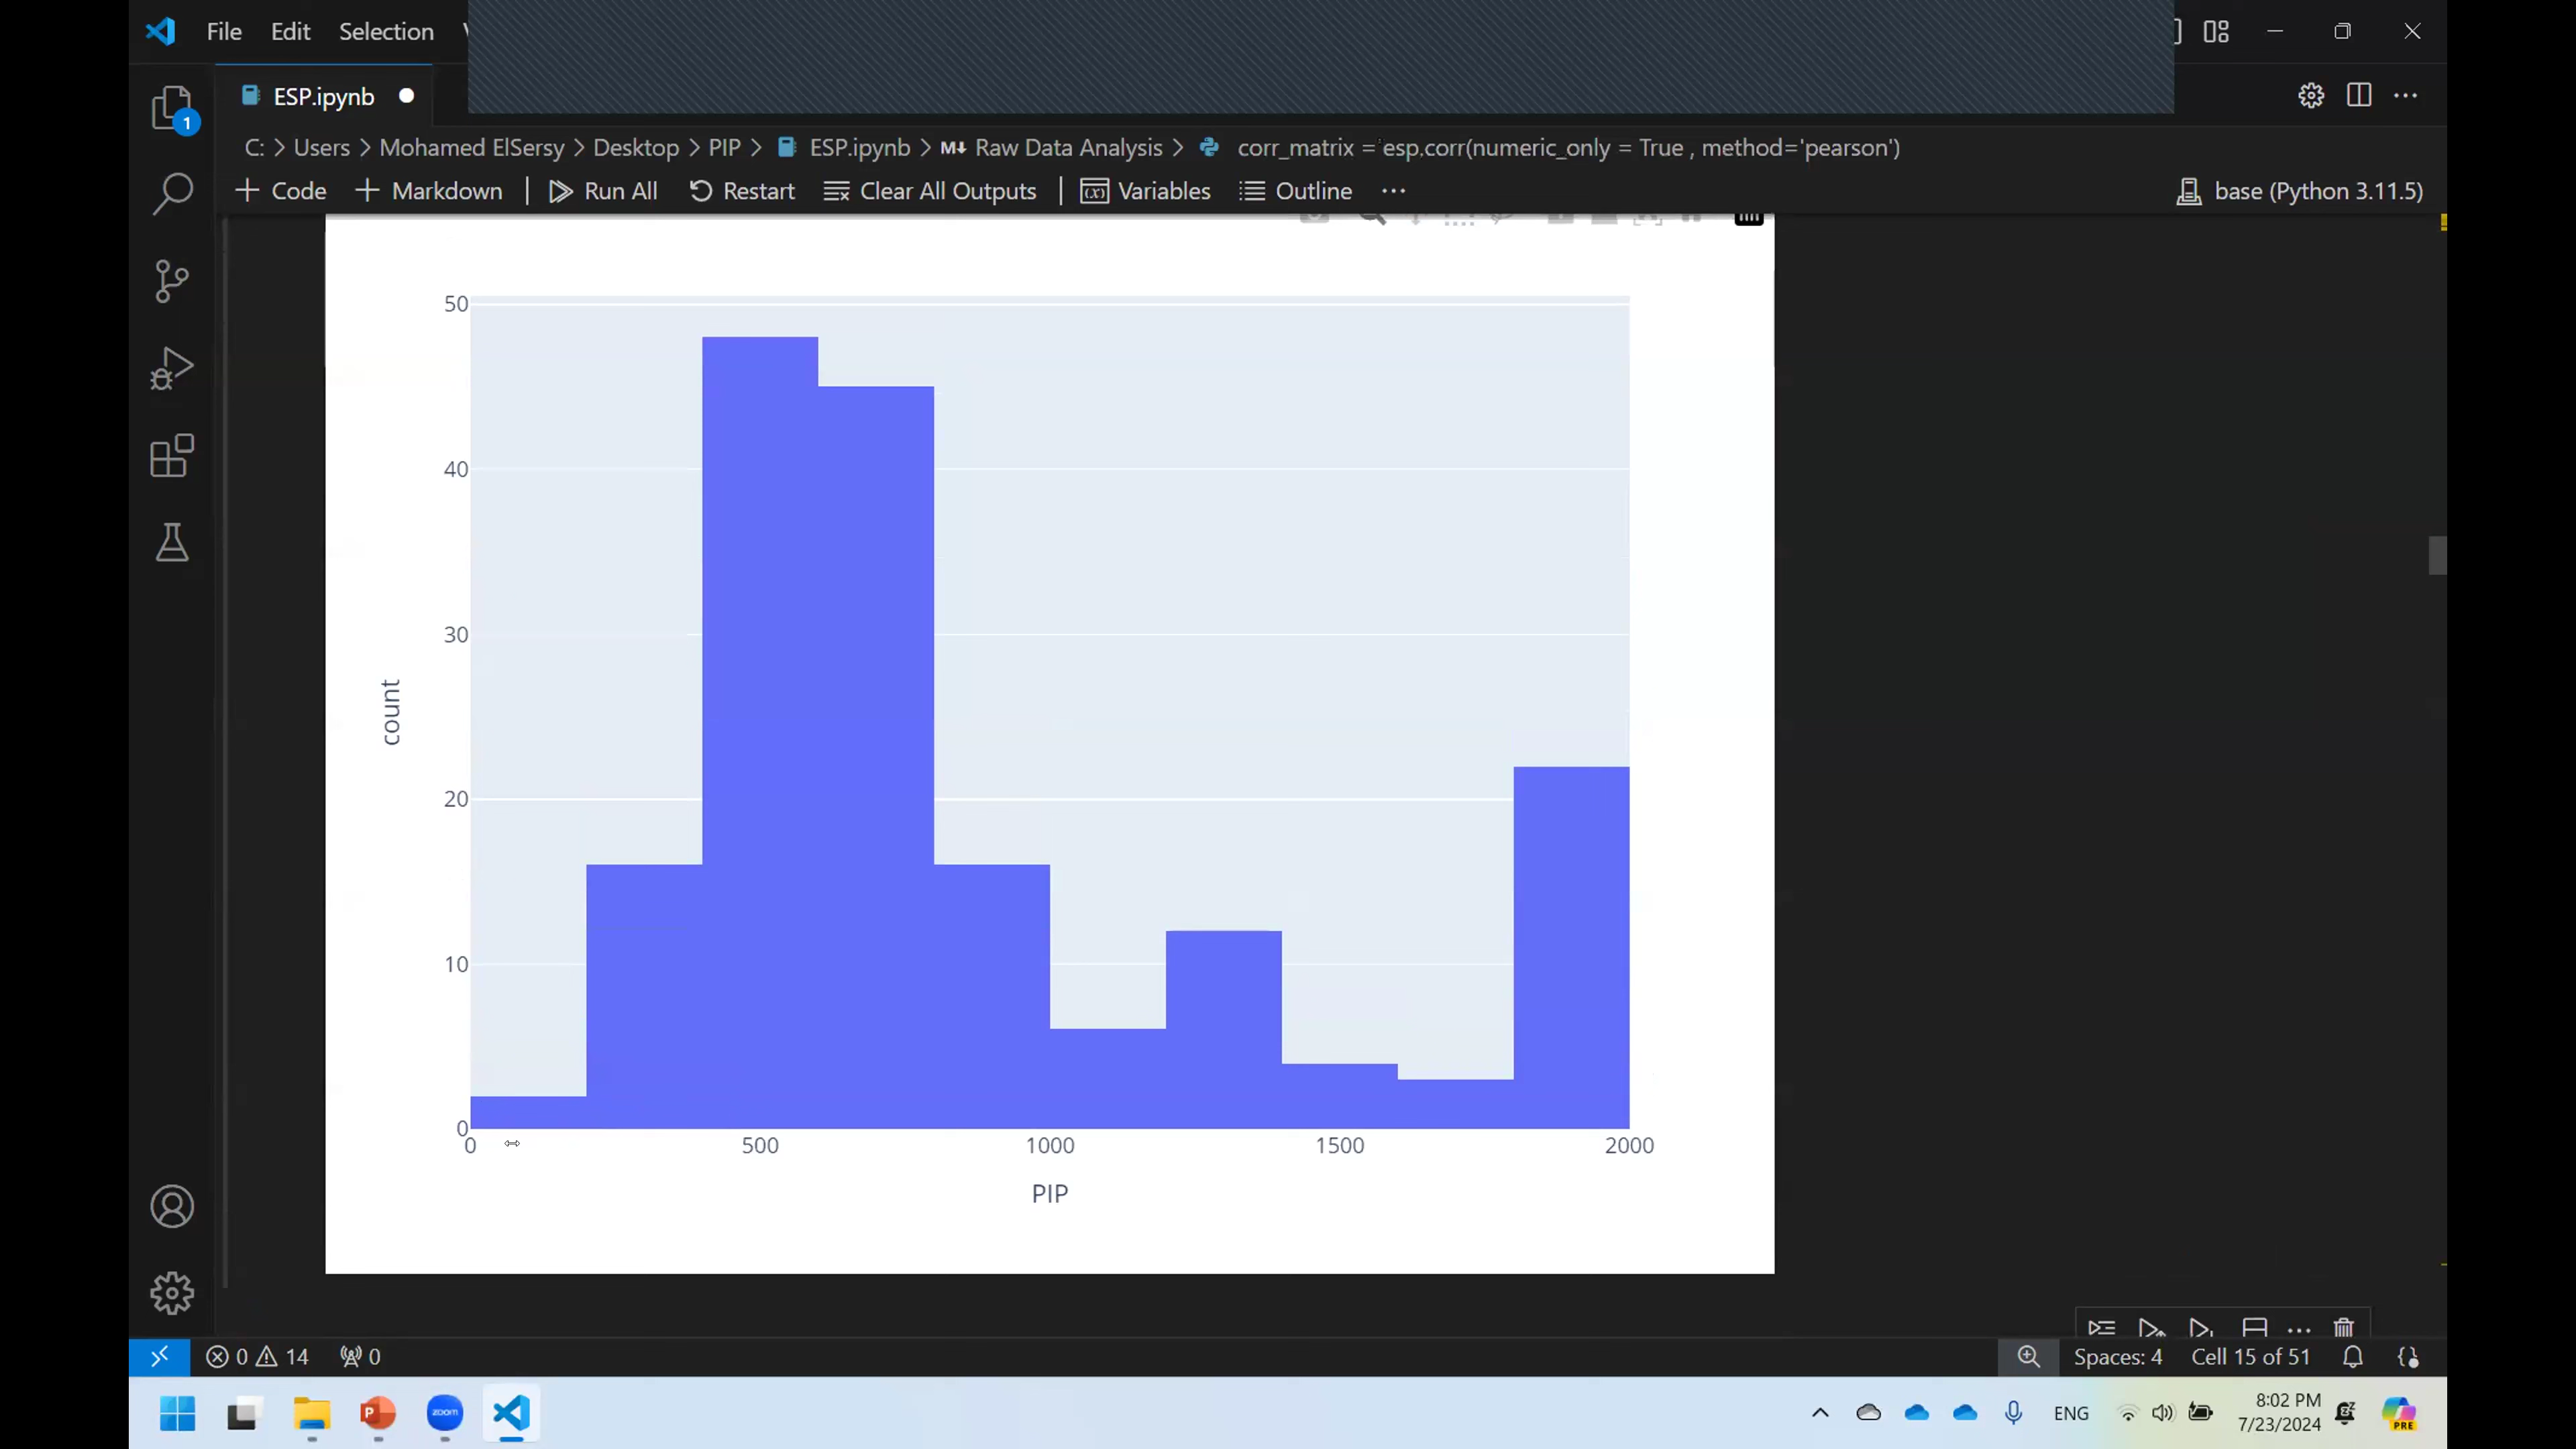 File Edit Selection
ESP.ipynb
1
C: > Users > Mohamed ElSersy > Desktop > PIP > ESP.ipynb > M↓ Raw Data Analysis > corr_matrix = esp.corr(numeric_only = True , method='pearson')
+ Code + Markdown | Run All Restart Clear All Outputs | Variables Outline ...
base (Python 3.11.5)
50
40
30
20
10
0
count
0 500 1000 1500 2000
PIP
0 14 0
Spaces: 4 Cell 15 of 51
zoom
ENG
8:02 PM
7/23/2024
PRE